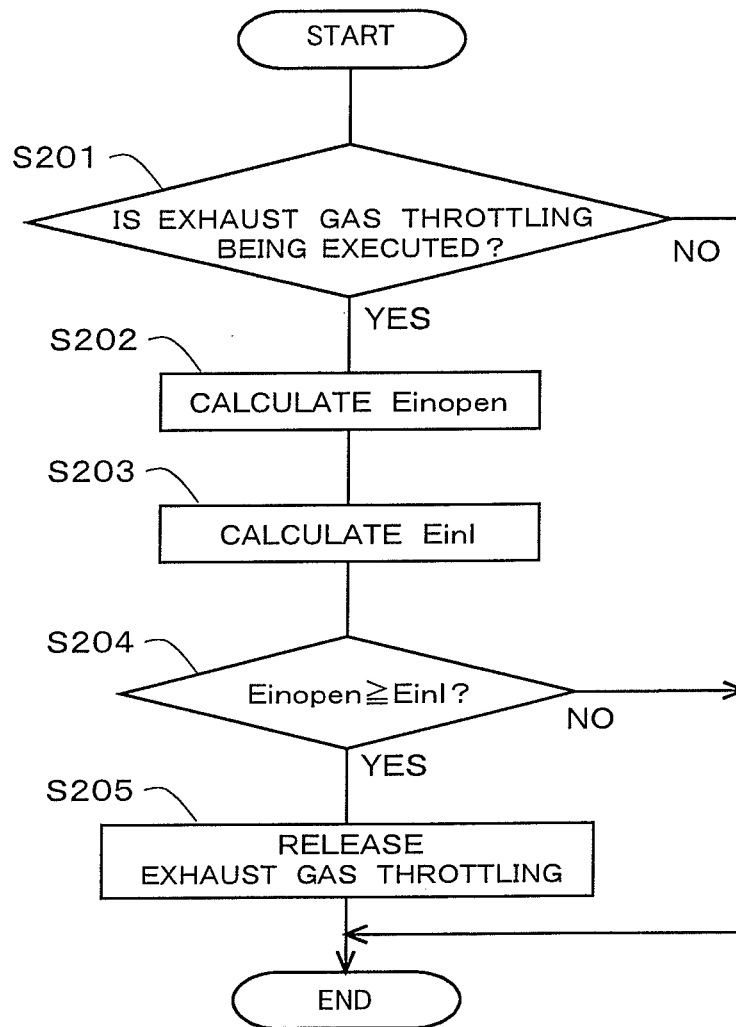 START
S201
IS EXHAUST GAS THROTTLING
BEING EXECUTED?
NO
YES
S202
CALCULATE Einopen
S203
CALCULATE Einl
S204
Einopen≧Einl?
NO
YES
S205
RELEASE
EXHAUST GAS THROTTLING
END